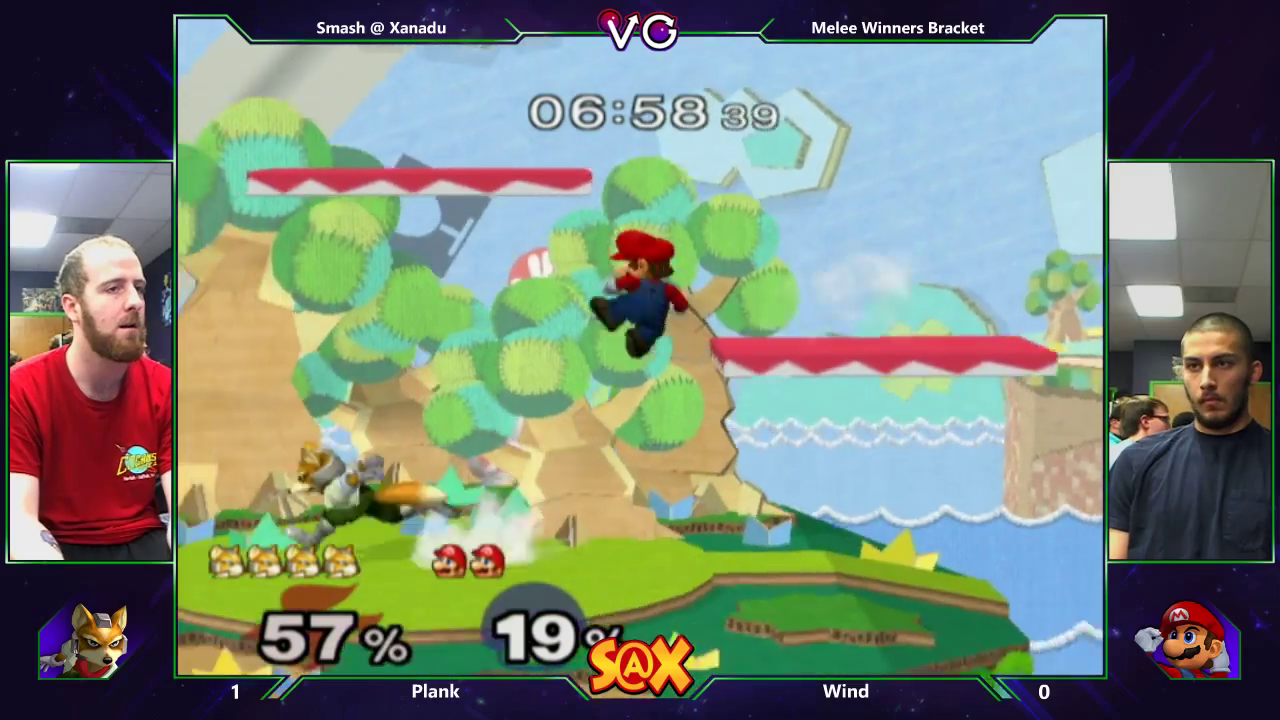 Smash @ Xanadu
VG
Melee Winners Bracket
06:58 39
57%
19%
S@X
1
Plank
Wind
0